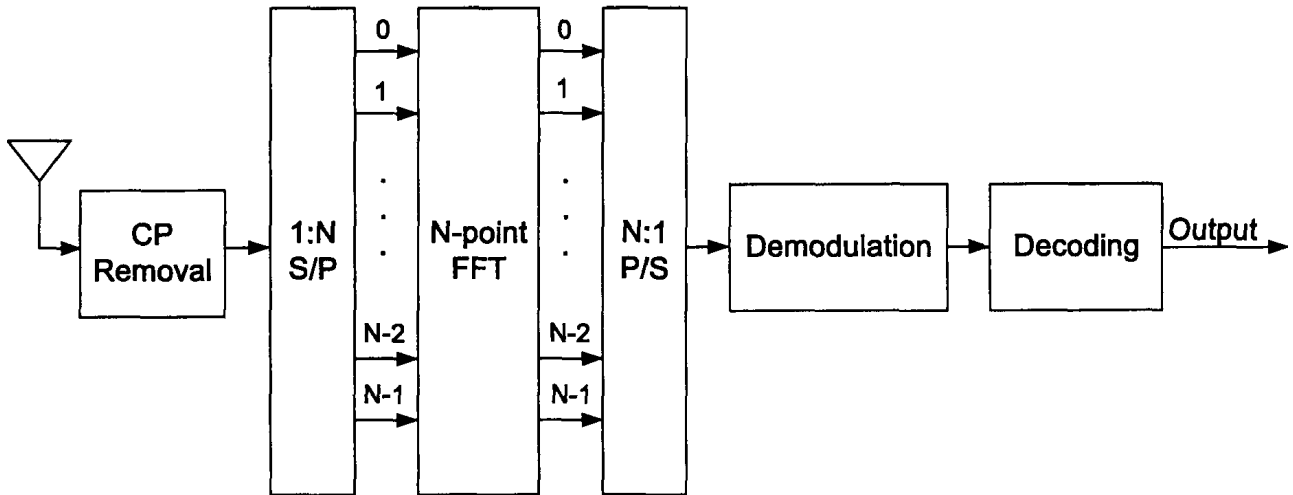 CP
Removal
1:N
S/P
0
1
N-2
N-1
N-point
FFT
0
1
N-2
N-1
N:1
P/S
Demodulation
Decoding
Output